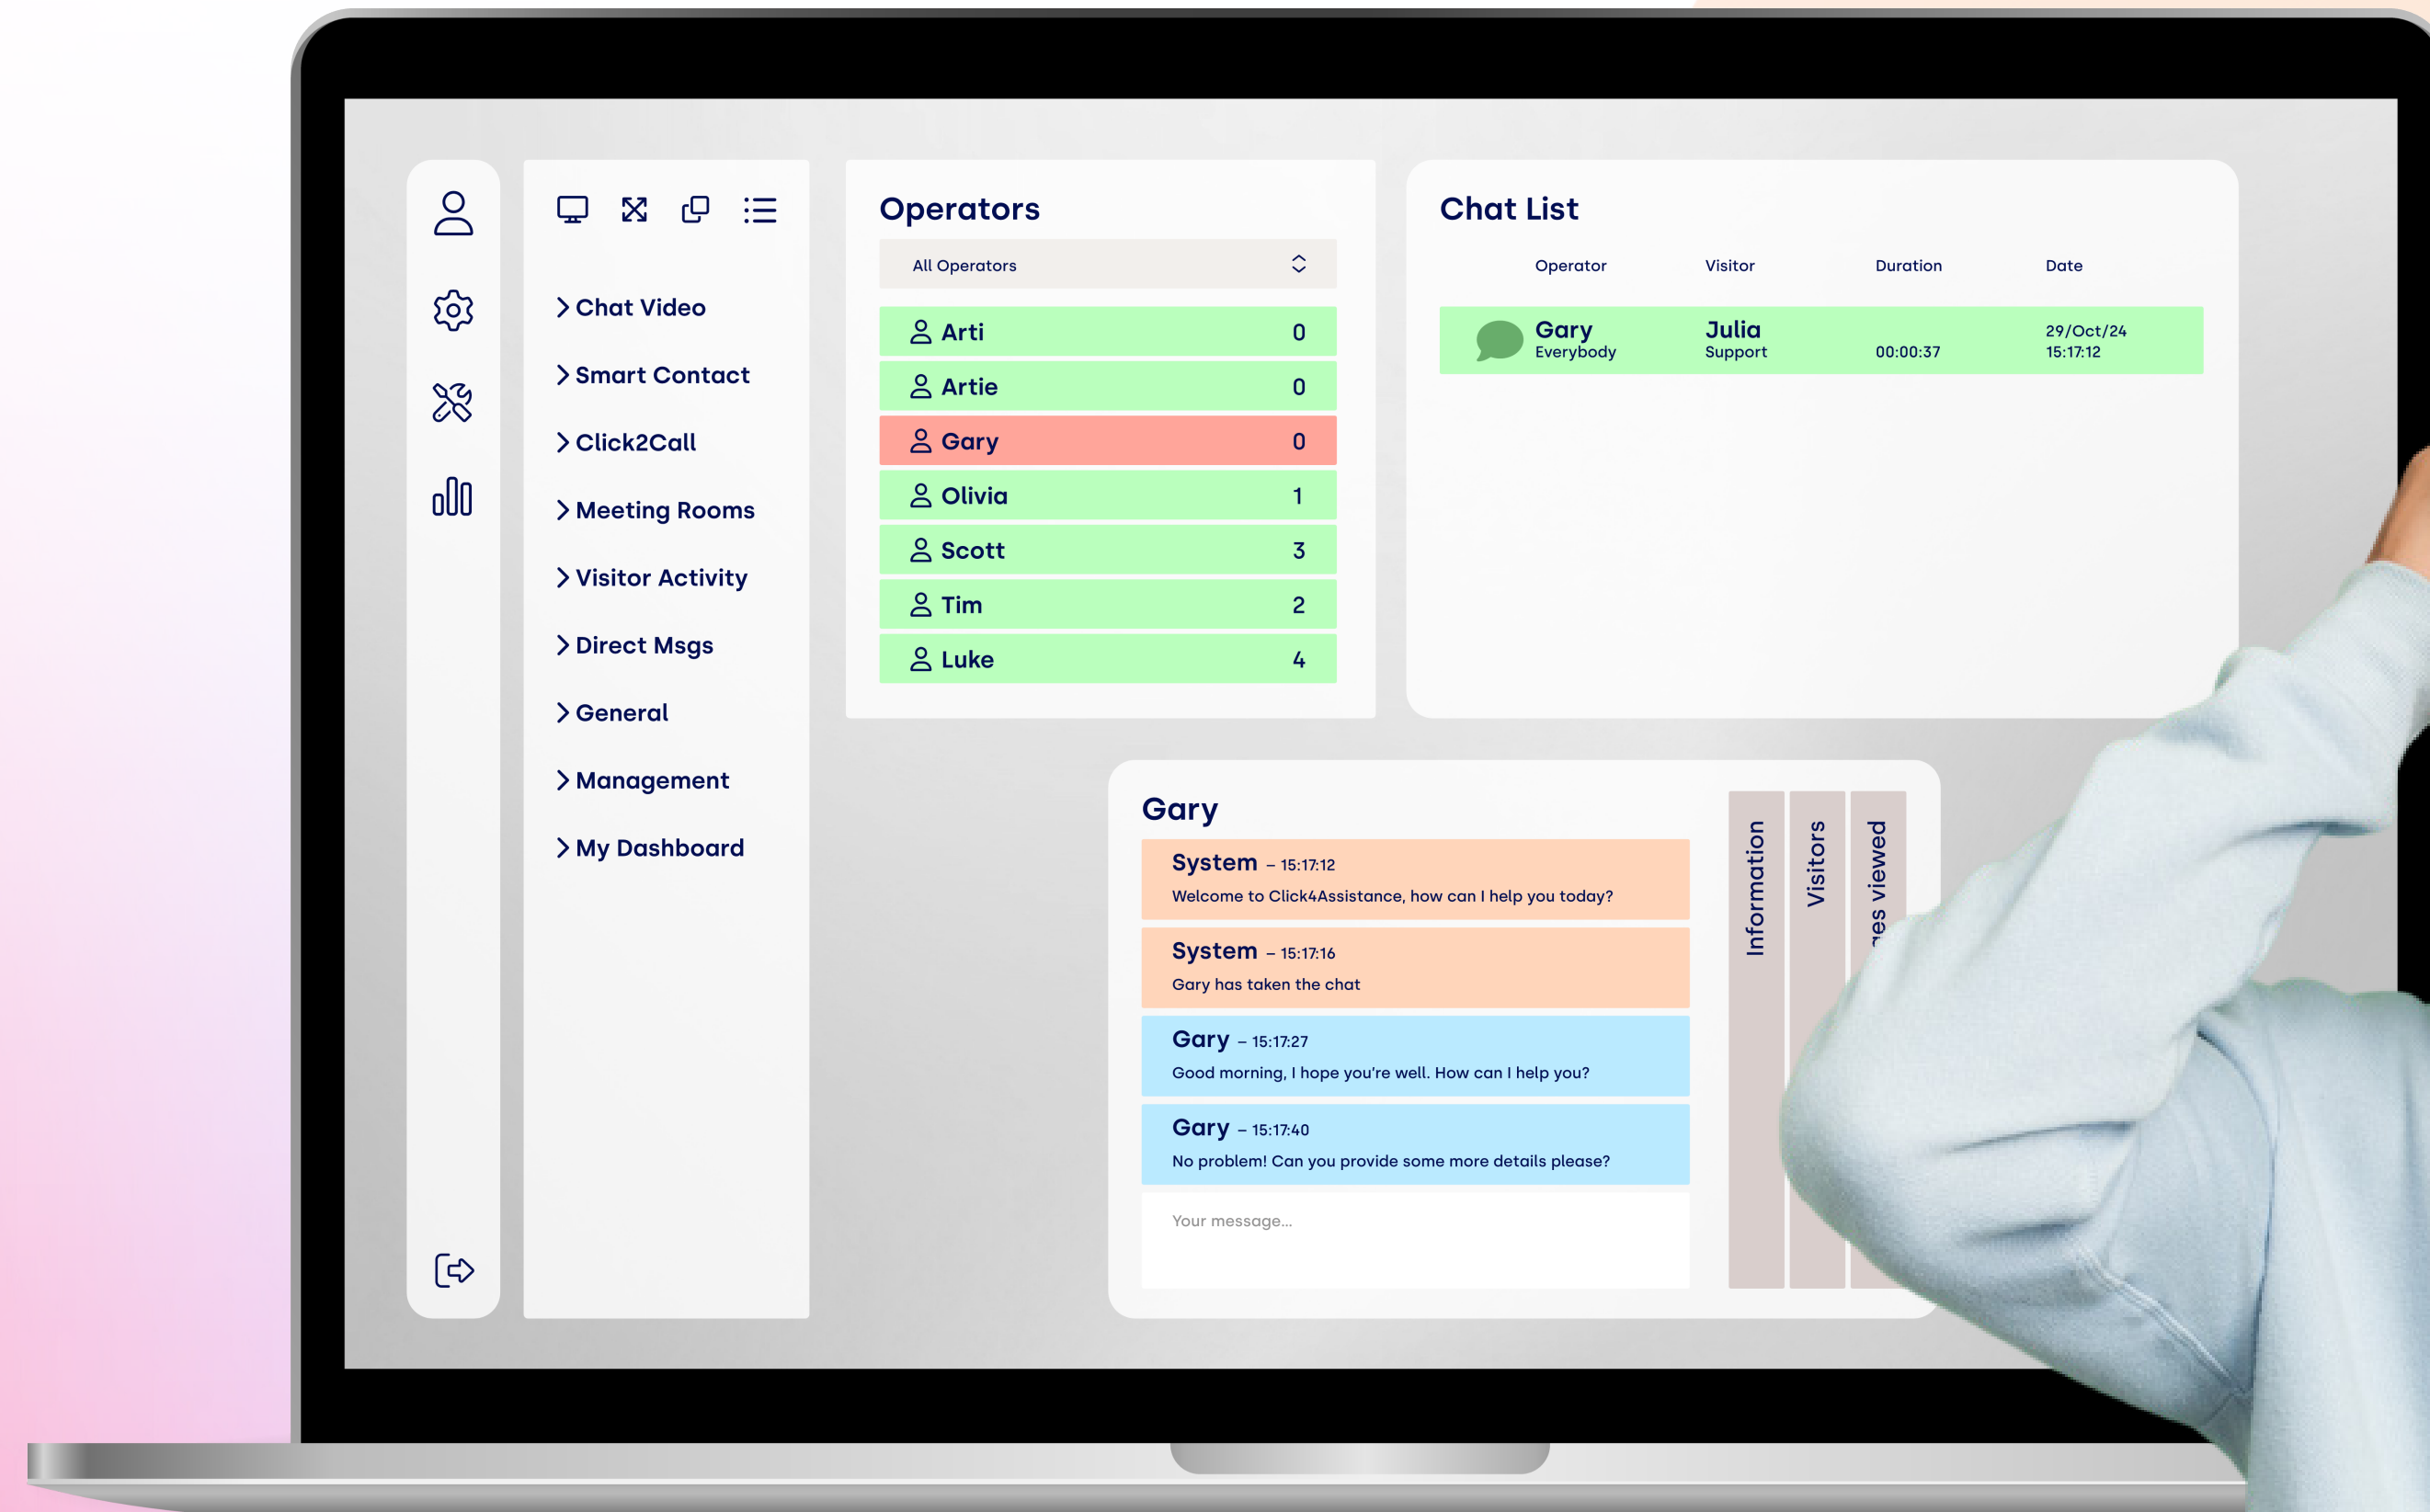 Chat Video
Smart Contact
Click2Call
Meeting Rooms
Visitor Activity
Direct Msgs
General
Management
My Dashboard
Operators
All Operators
Arti 0
Artie 0
Gary 0
Olivia 1
Scott 3
Tim 2
Luke 4
Chat List
Operator Visitor Duration Date
Gary Julia 29/Oct/24
Everybody Support 00:00:37 15:17:12
Gary
System – 15:17:12
Welcome to Click4Assistance, how can I help you today?
System – 15:17:16
Gary has taken the chat
Gary – 15:17:27
Good morning, I hope you're well. How can I help you?
Gary – 15:17:40
No problem! Can you provide some more details please?
Your message...
Information
Visitors
viewed